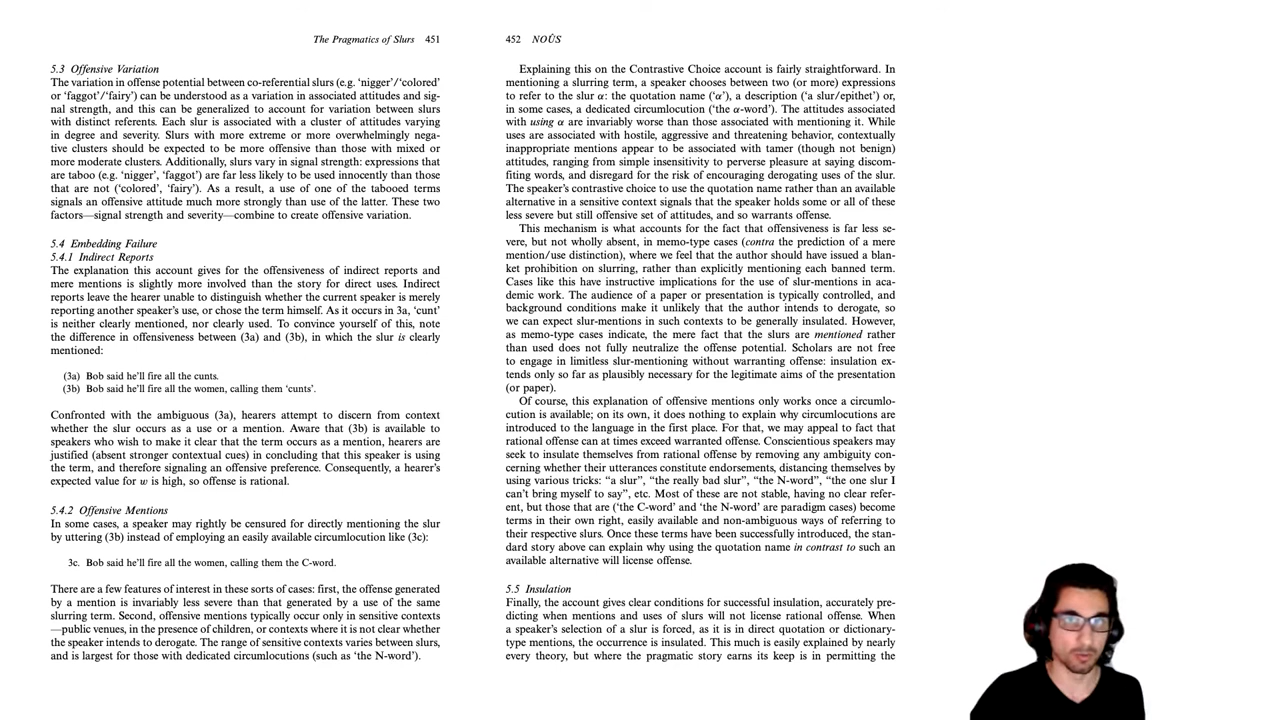 The Pragmatics of Slurs 451
5.3 Offensive Variation
The variation in offense potential between co-referential slurs (e.g. ‘nigger’/‘colored’
or ‘faggot’/‘fairy’) can be understood as a variation in associated attitudes and sig-
nal strength, and this can be generalized to account for variation between slurs
with distinct referents. Each slur is associated with a cluster of attitudes varying
in degree and severity. Slurs with more extreme or more overwhelmingly nega-
tive clusters should be expected to be more offensive than those with mixed or
more moderate clusters. Additionally, slurs vary in signal strength: expressions that
are taboo (e.g. ‘nigger’, ‘faggot’) are far less likely to be used innocently than those
that are not (‘colored’, ‘fairy’). As a result, a use of one of the tabooed terms
signals an offensive attitude much more strongly than use of the latter. These two
factors—signal strength and severity—combine to create offensive variation.
5.4 Embedding Failure
5.4.1 Indirect Reports
The explanation this account gives for the offensiveness of indirect reports and
mere mentions is slightly more involved than the story for direct uses. Indirect
reports leave the hearer unable to distinguish whether the current speaker is merely
reporting another speaker’s use, or chose the term himself. As it occurs in 3a, ‘cunt’
is neither clearly mentioned, nor clearly used. To convince yourself of this, note
the difference in offensiveness between (3a) and (3b), in which the slur is clearly
mentioned:
(3a) Bob said he’ll fire all the cunts.
(3b) Bob said he’ll fire all the women, calling them ‘cunts’.
Confronted with the ambiguous (3a), hearers attempt to discern from context
whether the slur occurs as a use or a mention. Aware that (3b) is available to
speakers who wish to make it clear that the term occurs as a mention, hearers are
justified (absent stronger contextual cues) in concluding that this speaker is using
the term, and therefore signaling an offensive preference. Consequently, a hearer’s
expected value for w is high, so offense is rational.
5.4.2 Offensive Mentions
In some cases, a speaker may rightly be censured for directly mentioning the slur
by uttering (3b) instead of employing an easily available circumlocution like (3c):
3c. Bob said he’ll fire all the women, calling them the C-word.
There are a few features of interest in these sorts of cases: first, the offense generated
by a mention is invariably less severe than that generated by a use of the same
slurring term. Second, offensive mentions typically occur only in sensitive contexts
—public venues, in the presence of children, or contexts where it is not clear whether
the speaker intends to derogate. The range of sensitive contexts varies between slurs,
and is largest for those with dedicated circumlocutions (such as ‘the N-word’).
452 NOÛS
Explaining this on the Contrastive Choice account is fairly straightforward. In
mentioning a slurring term, a speaker chooses between two (or more) expressions
to refer to the slur α: the quotation name (‘α’), a description (‘a slur/epithet’) or,
in some cases, a dedicated circumlocution (‘the α-word’). The attitudes associated
with using α are invariably worse than those associated with mentioning it. While
uses are associated with hostile, aggressive and threatening behavior, contextually
inappropriate mentions appear to be associated with tamer (though not benign)
attitudes, ranging from simple insensitivity to perverse pleasure at saying discom-
fiting words, and disregard for the risk of encouraging derogating uses of the slur.
The speaker’s contrastive choice to use the quotation name rather than an available
alternative in a sensitive context signals that the speaker holds some or all of these
less severe but still offensive set of attitudes, and so warrants offense.
This mechanism is what accounts for the fact that offensiveness is far less se-
vere, but not wholly absent, in memo-type cases (contra the prediction of a mere
mention/use distinction), where we feel that the author should have issued a blan-
ket prohibition on slurring, rather than explicitly mentioning each banned term.
Cases like this have instructive implications for the use of slur-mentions in aca-
demic work. The audience of a paper or presentation is typically controlled, and
background conditions make it unlikely that the author intends to derogate, so
we can expect slur-mentions in such contexts to be generally insulated. However,
as memo-type cases indicate, the mere fact that the slurs are mentioned rather
than used does not fully neutralize the offense potential. Scholars are not free
to engage in limitless slur-mentioning without warranting offense: insulation ex-
tends only so far as plausibly necessary for the legitimate aims of the presentation
(or paper).
Of course, this explanation of offensive mentions only works once a circumlo-
cution is available; on its own, it does nothing to explain why circumlocutions are
introduced to the language in the first place. For that, we may appeal to fact that
rational offense can at times exceed warranted offense. Conscientious speakers may
seek to insulate themselves from rational offense by removing any ambiguity con-
cerning whether their utterances constitute endorsements, distancing themselves by
using various tricks: “a slur”, “the really bad slur”, “the N-word”, “the one slur I
can’t bring myself to say”, etc. Most of these are not stable, having no clear refer-
ent, but those that are (‘the C-word’ and ‘the N-word’ are paradigm cases) become
terms in their own right, easily available and non-ambiguous ways of referring to
their respective slurs. Once these terms have been successfully introduced, the stan-
dard story above can explain why using the quotation name in contrast to such an
available alternative will license offense.
5.5 Insulation
Finally, the account gives clear conditions for successful insulation, accurately pre-
dicting when mentions and uses of slurs will not license rational offense. When
a speaker’s selection of a slur is forced, as it is in direct quotation or dictionary-
type mentions, the occurrence is insulated. This much is easily explained by nearly
every theory, but where the pragmatic story earns its keep is in permitting the